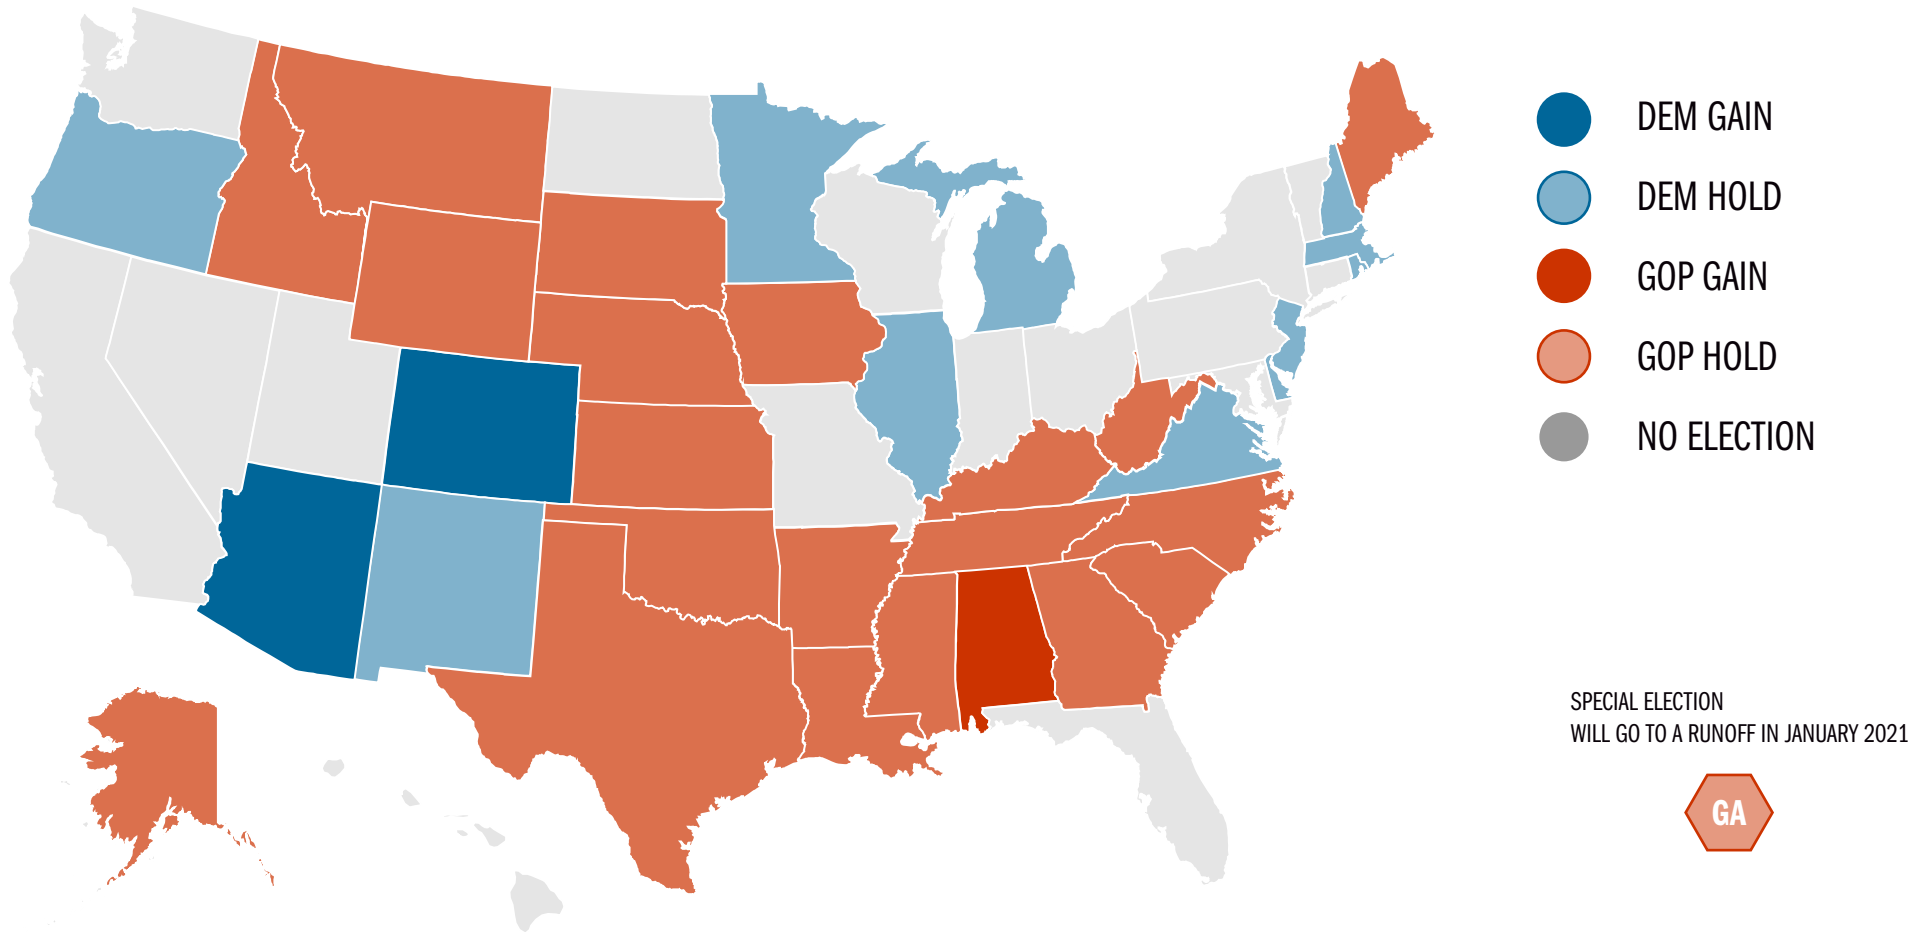 DEM GAIN
DEM HOLD
GOP GAIN
GOP HOLD
NO ELECTION
SPECIAL ELECTION
WILL GO TO A RUNOFF IN JANUARY 2021
GA